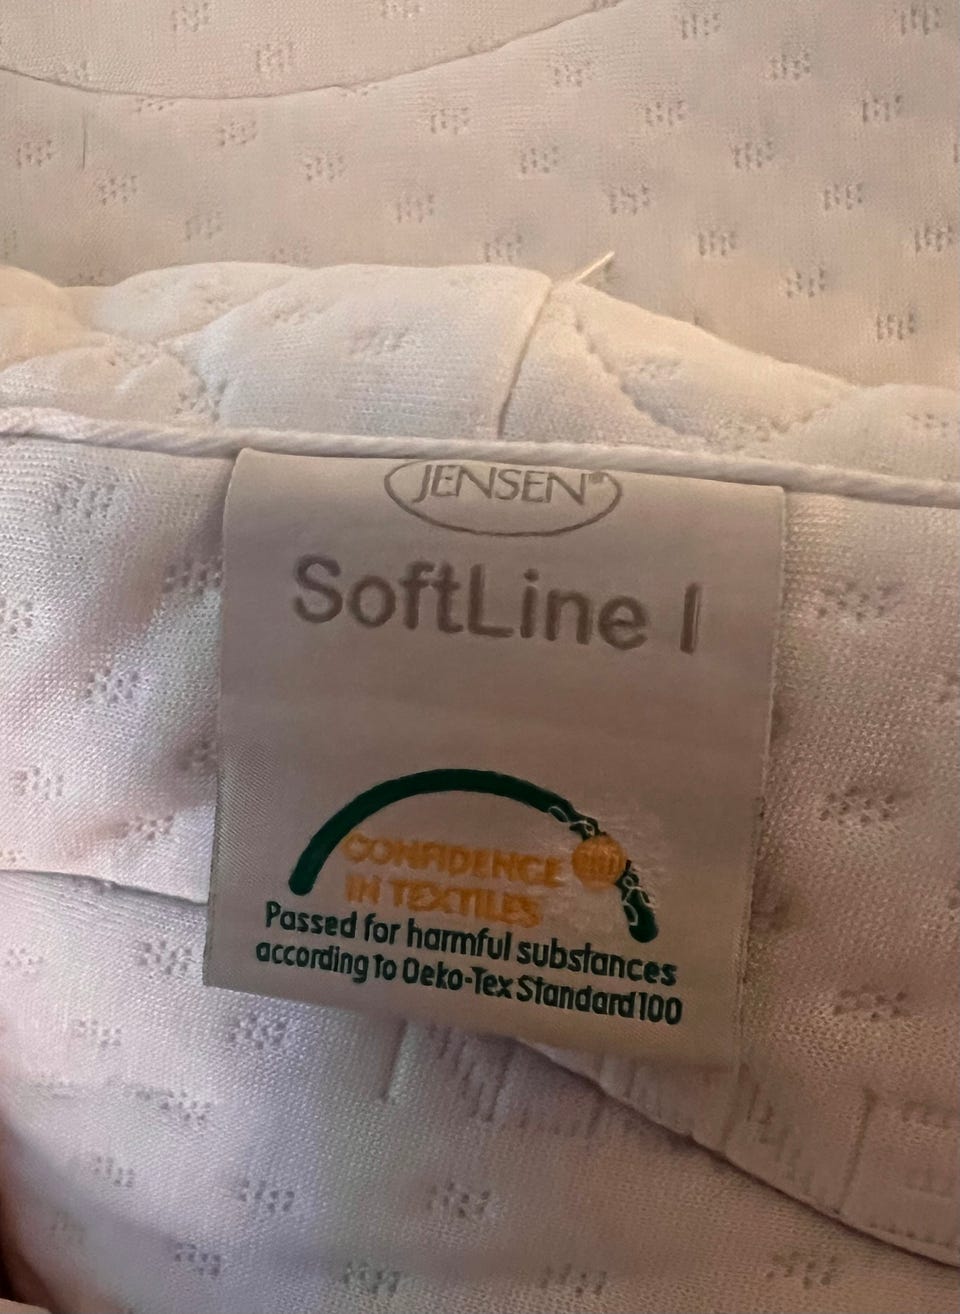 JENSEN®
SoftLine I
CONFIDENCE
IN TEXTILES
Passed for harmful substances
according to Oeko-Tex Standard 100